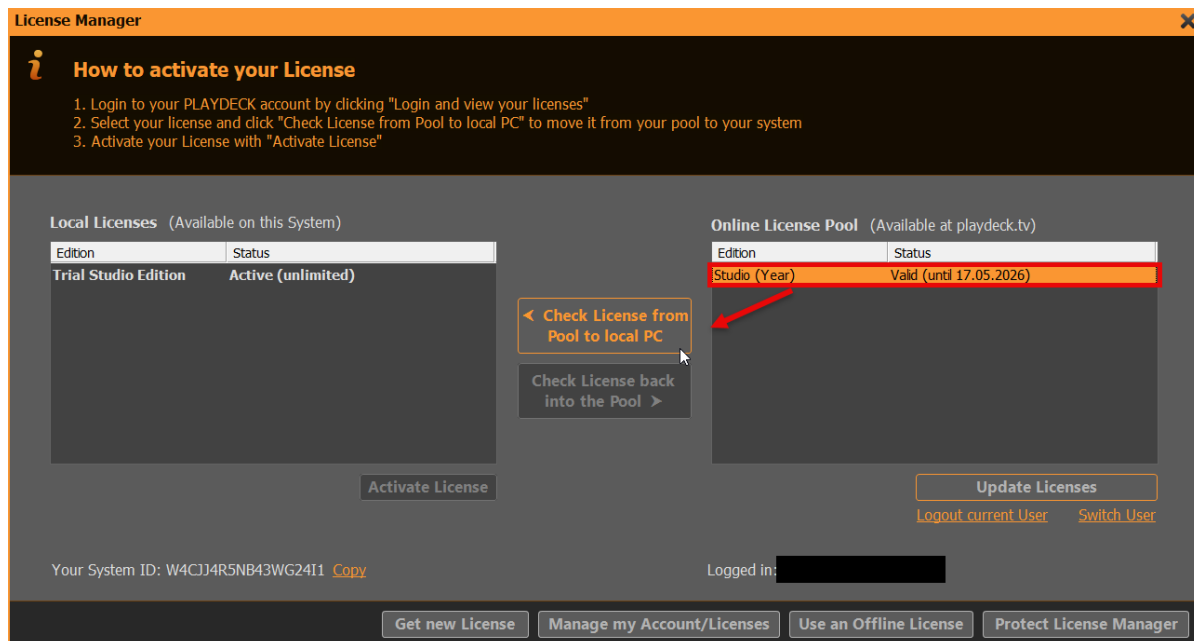 License Manager
i
How to activate your License
1. Login to your PLAYDECK account by clicking "Login and view your licenses"
2. Select your license and click "Check License from Pool to local PC" to move it from your pool to your system
3. Activate your License with "Activate License"
Local Licenses (Available on this System)
Edition Status
Trial Studio Edition Active (unlimited)
Check License from
Pool to local PC
Check License back
into the Pool
Activate License
Online License Pool (Available at playdeck.tv)
Edition Status
Studio (Year) Valid (until 17.05.2026)
Update Licenses
Logout current User Switch User
Your System ID: W4CJJ4R5NB43WG24I1 Copy
Logged in:
Get new License Manage my Account/Licenses Use an Offline License Protect License Manager